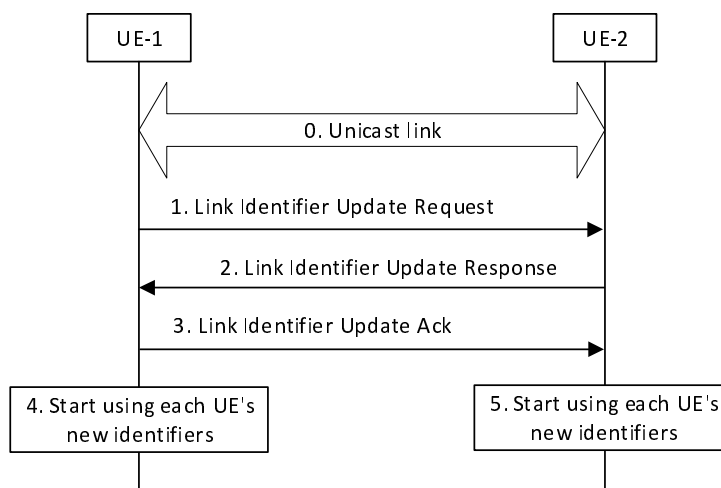 UE-1
UE-2
0. Unicast link
1. Link Identifier Update Request
2. Link Identifier Update Response
3. Link Identifier Update Ack
4. Start using each UE's
new identifiers
5. Start using each UE's
new identifiers